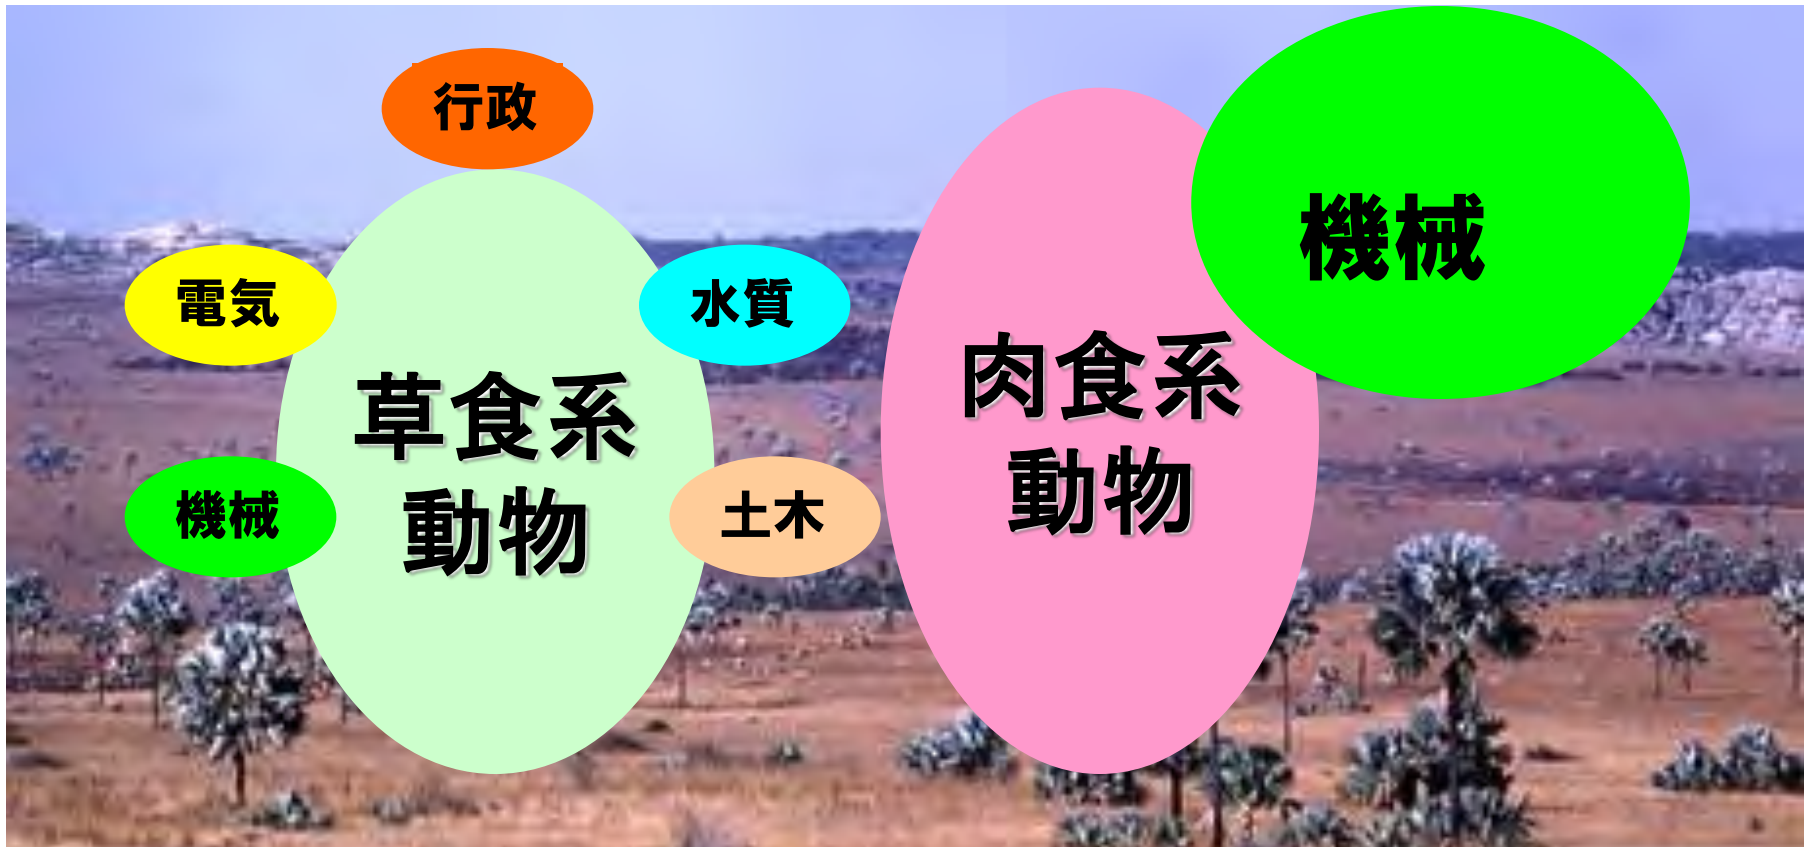 行政
電気
水質
草食系
動物
機械
土木
肉食系
動物
機械